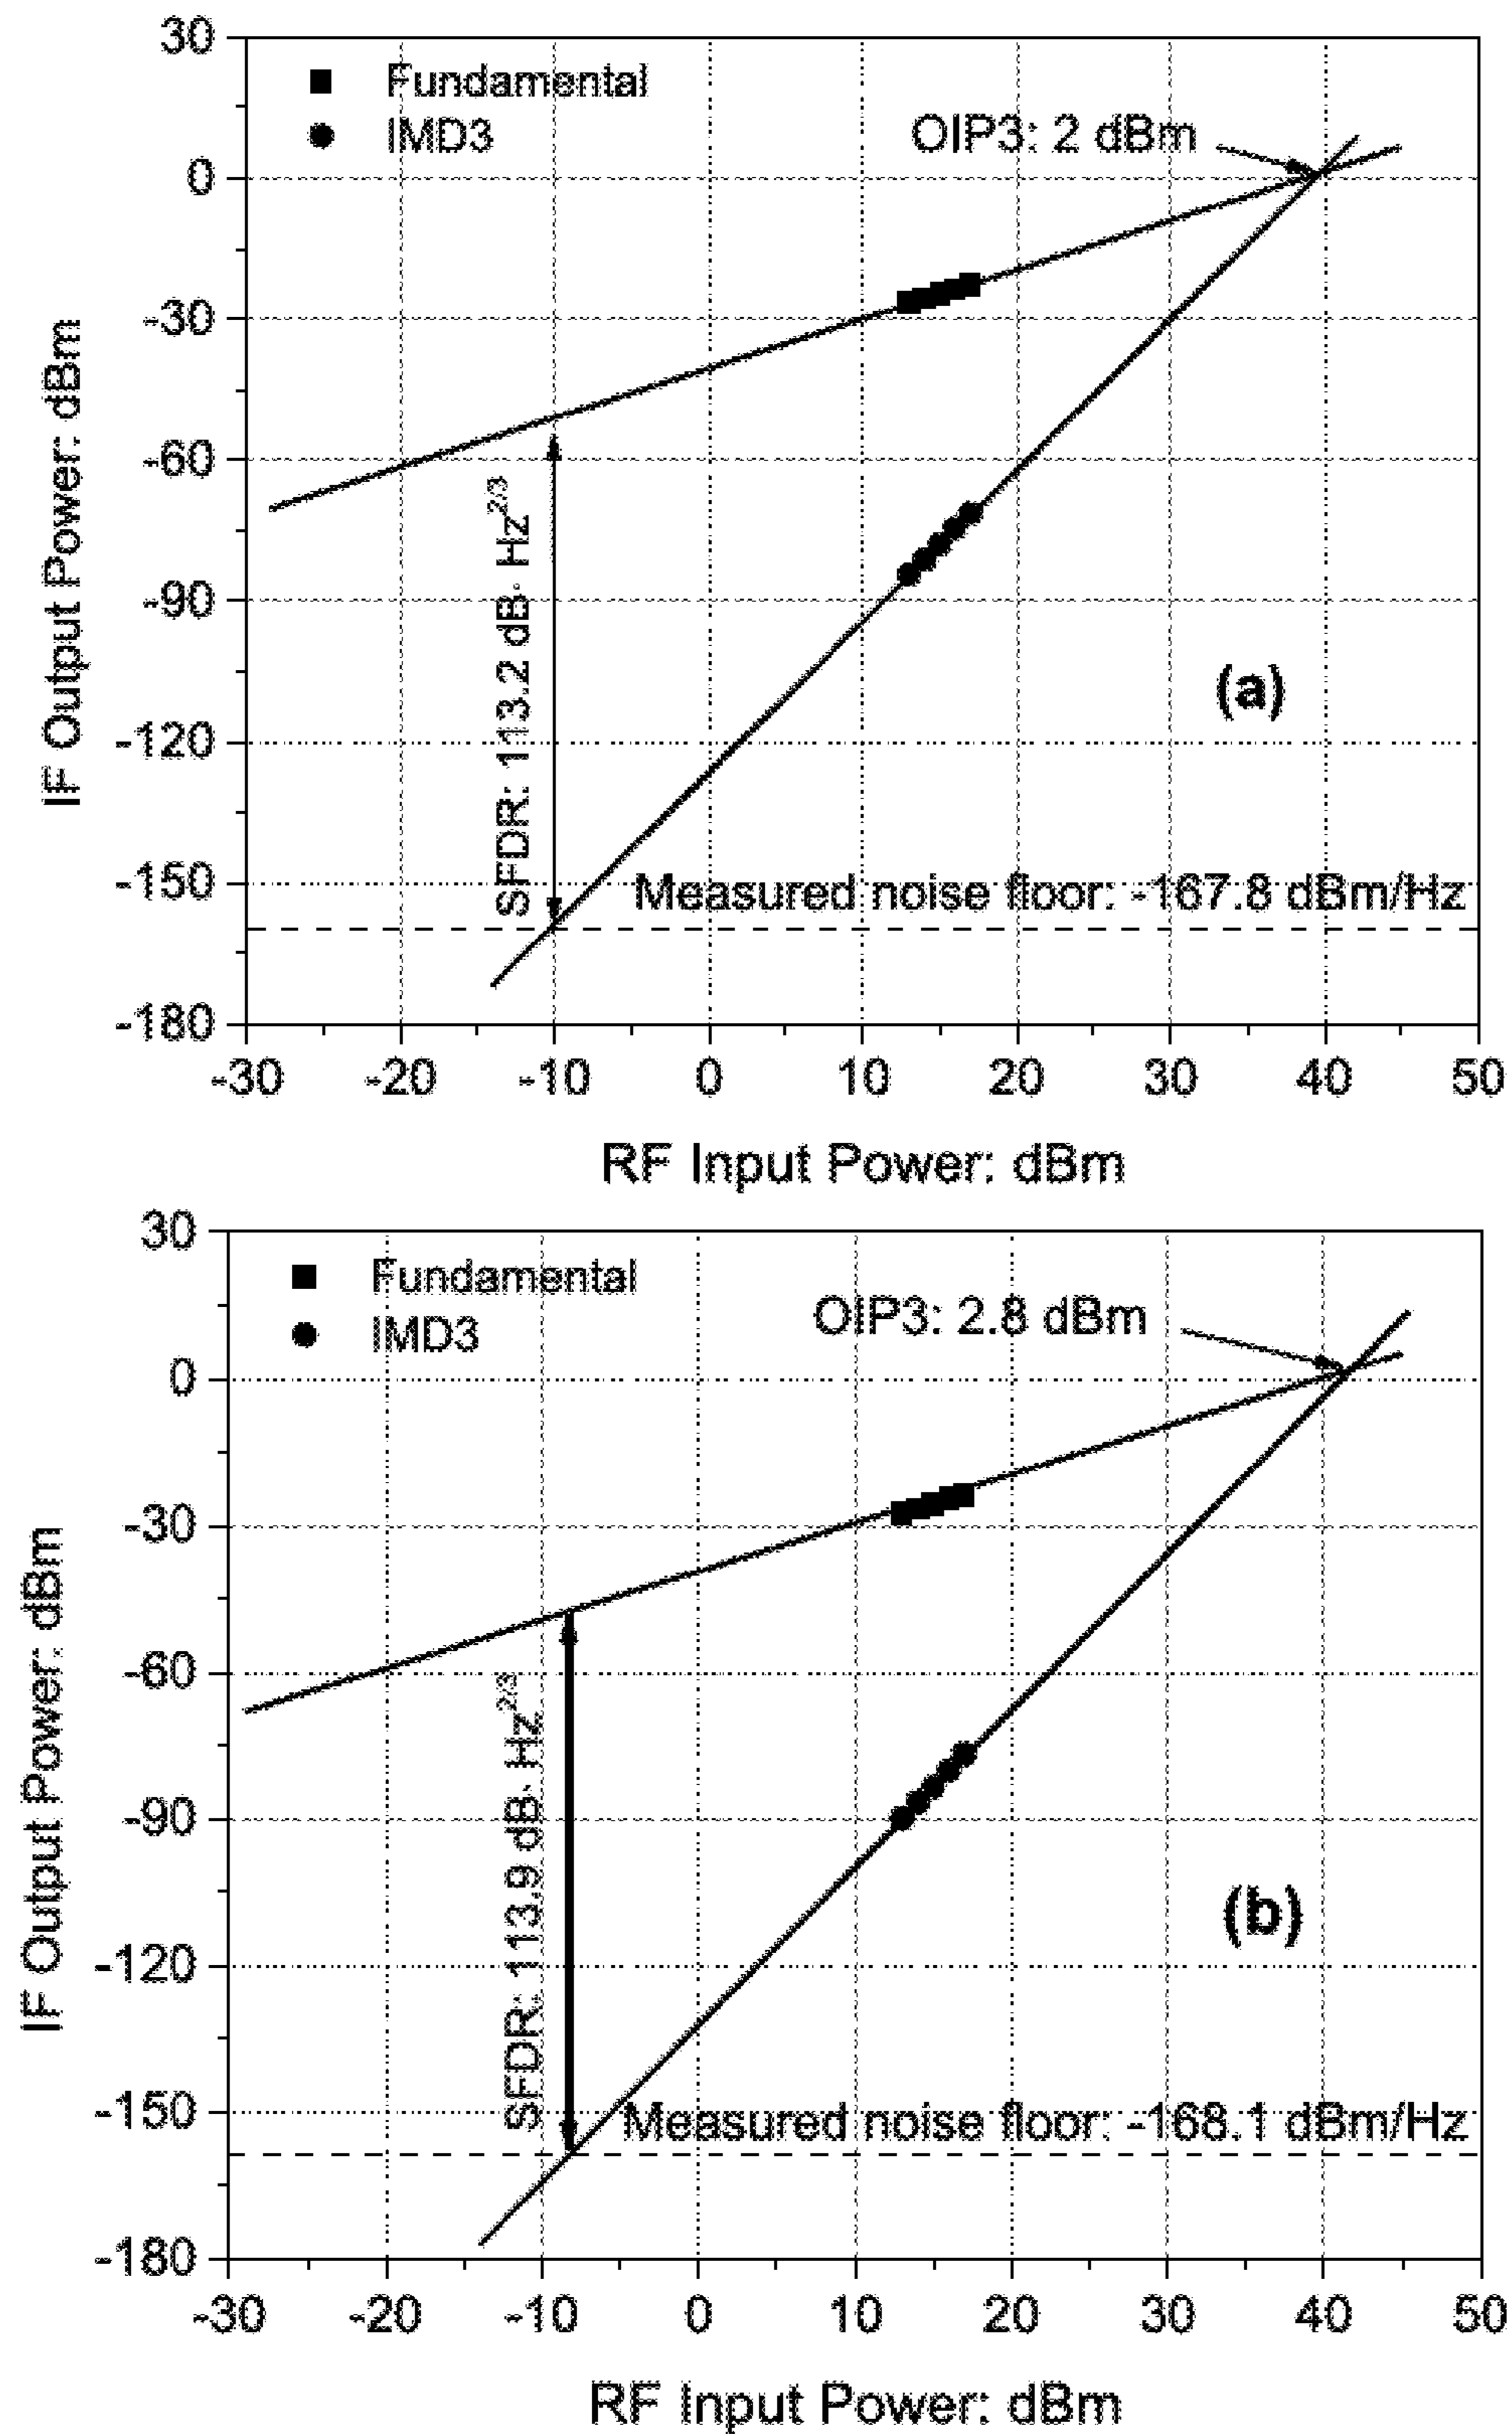 30
Fundamental
IMD3
OIP3: 2 dBm
0
-30
-60
-90
-120
-150
-180
IF Output Power: dBm
SFDR: 113.2 dB· Hz^2/3
(a)
Measured noise floor: -167.8 dBm/Hz
-30 -20 -10 0 10 20 30 40 50
RF Input Power: dBm
30
Fundamental
IMD3
OIP3: 2.8 dBm
0
-30
-60
-90
-120
-150
-180
IF Output Power: dBm
SFDR: 113.9 dB· Hz^2/3
(b)
Measured noise floor: -168.1 dBm/Hz
-30 -20 -10 0 10 20 30 40 50
RF Input Power: dBm